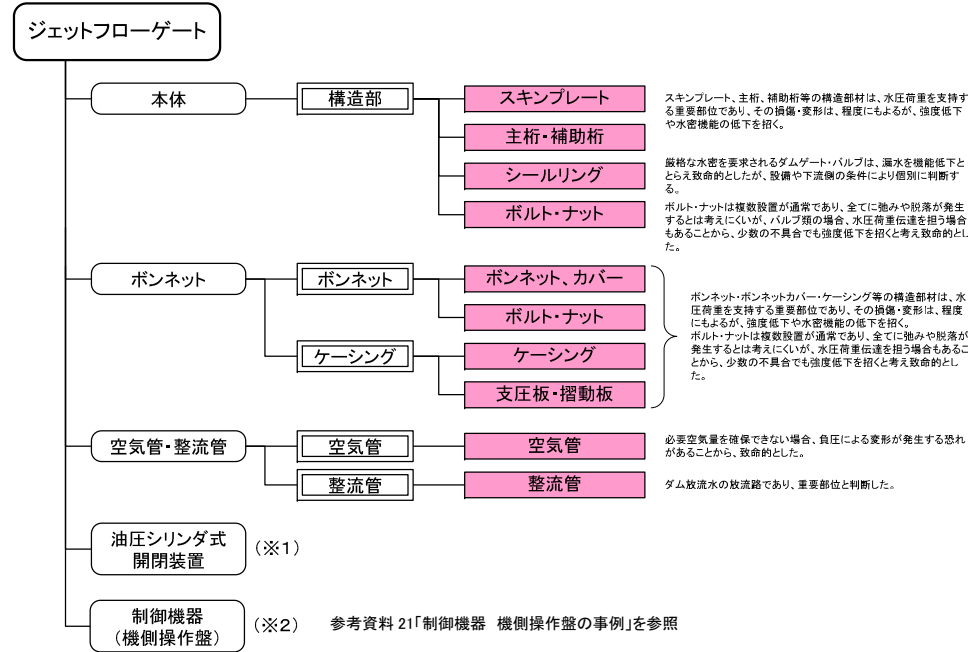 ジェットフローゲート
本体
構造部
スキンプレート
スキンプレート、主桁、補助桁等の構造部材は、水圧荷重を支持す
る重要部位であり、その損傷・変形は、程度にもよるが、強度低下
や水密機能の低下を招く。
主桁・補助桁
シールリング
厳格な水密を要求されるダムゲート・バルブは、漏水を機能低下と
とらえ致命的としたが、設備や下流側の条件により個別に判断す
る。
ボルト・ナット
ボルト・ナットは複数設置が通常であり、全てに弛みや脱落が発生
するとは考えにくいが、バルブ類の場合、水圧荷重伝達を担う場合
もあることから、少数の不具合でも強度低下を招くと考え致命的とし
た。
ボンネット
ボンネット
ボンネット、カバー
ボルト・ナット
ケーシング
ケーシング
支圧板・摺動板
ボンネット・ボンネットカバー・ケーシング等の構造部材は、水
圧荷重を支持する重要部位であり、その損傷・変形は、程度
にもよるが、強度低下や水密機能の低下を招く。
ボルト・ナットは複数設置が通常であり、全てに弛みや脱落が
発生するとは考えにくいが、水圧荷重伝達を担う場合もあるこ
とから、少数の不具合でも強度低下を招くと考え致命的とし
た。
空気管・整流管
空気管
空気管
必要空気量を確保できない場合、負圧による変形が発生する恐れ
があることから、致命的とした。
整流管
整流管
ダム放流水の放流路であり、重要部位と判断した。
油圧シリンダ式
開閉装置
(※1)
制御機器
(機側操作盤)
(※2)
参考資料 21「制御機器 機側操作盤の事例」を参照